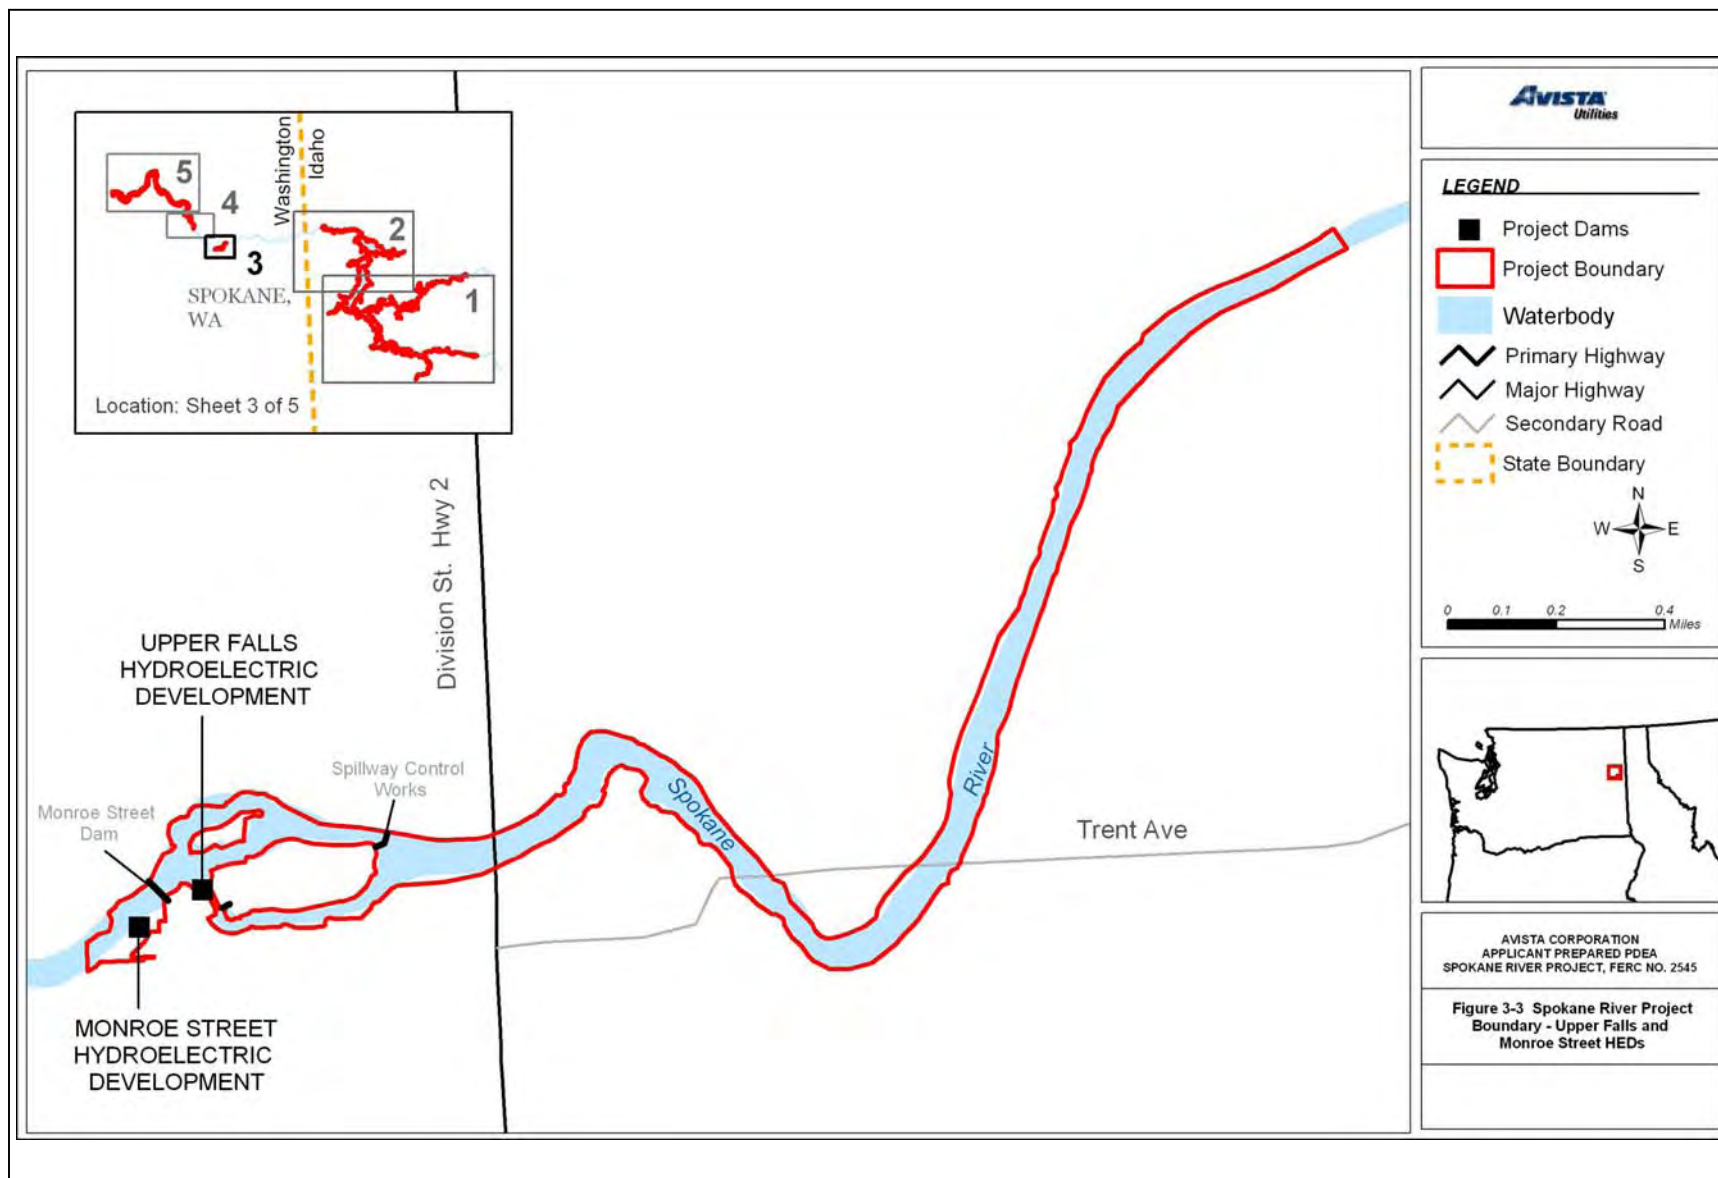 Washington
Idaho
5
4
3
2
1
SPOKANE,
WA
Location: Sheet 3 of 5
Division St. Hwy 2
UPPER FALLS
HYDROELECTRIC
DEVELOPMENT
Spillway Control
Works
Monroe Street
Dam
MONROE STREET
HYDROELECTRIC
DEVELOPMENT
Spokane
River
Trent Ave
AVISTA
Utilities
LEGEND
Project Dams
Project Boundary
Waterbody
Primary Highway
Major Highway
Secondary Road
State Boundary
N
W E
S
0 0.1 0.2 0.4
Miles
AVISTA CORPORATION
APPLICANT PREPARED PDEA
SPOKANE RIVER PROJECT, FERC NO. 2545
Figure 3-3 Spokane River Project
Boundary - Upper Falls and
Monroe Street HEDs